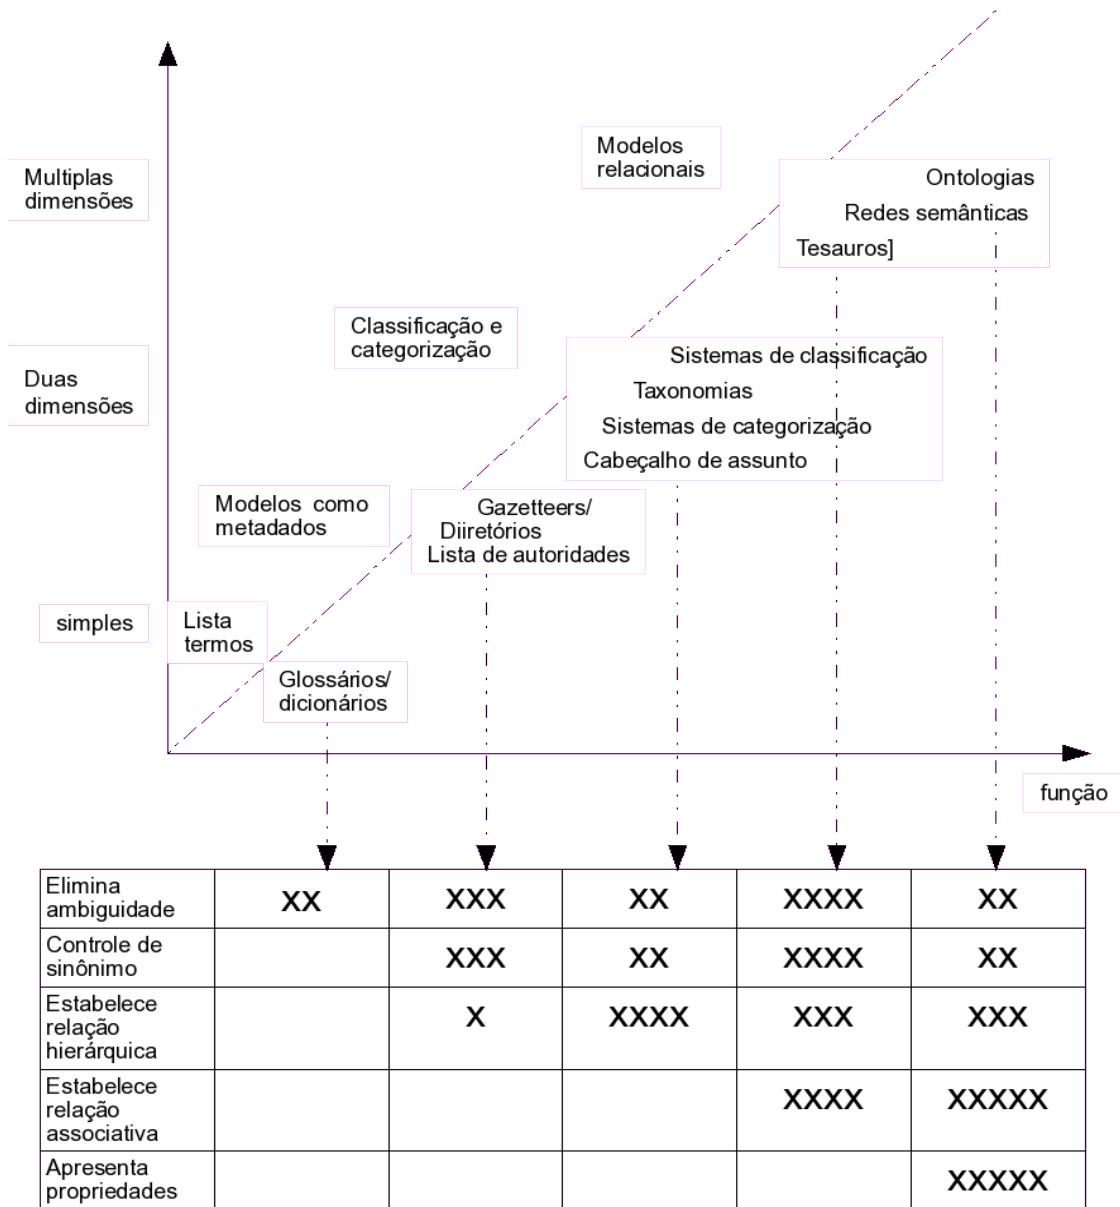 Modelos
relacionais
Multiplas
dimensões
Ontologias
Redes semânticas
Tesauros]
Classificação e
categorização
Duas
dimensões
Sistemas de classificação
Taxonomias
Sistemas de categorização
Cabeçalho de assunto
Modelos como
metadados
Gazetteers/
Diiretórios
Lista de autoridades
simples
Lista
termos
Glossários/
dicionários
função
Elimina
ambiguidade
XX
XXX
XX
XXXX
XX
Controle de
sinônimo
XXX
XX
XXXX
XX
Estabelece
relação
hierárquica
X
XXXX
XXX
XXX
Estabelece
relação
associativa
XXXX
XXXXX
Apresenta
propriedades
XXXXX